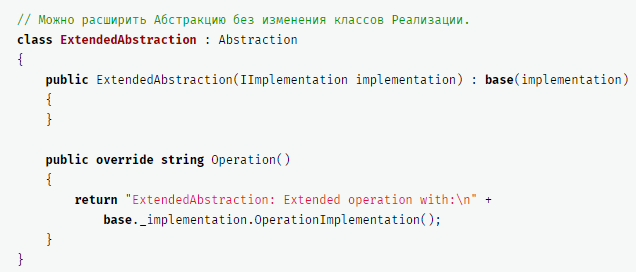 // Можно расширить Абстракцию без изменения классов Реализации.
class ExtendedAbstraction : Abstraction
{
    public ExtendedAbstraction(IImplementation implementation) : base(implementation)
    {
    }

    public override string Operation()
    {
        return "ExtendedAbstraction: Extended operation with:\n" +
            base._implementation.OperationImplementation();
    }
}